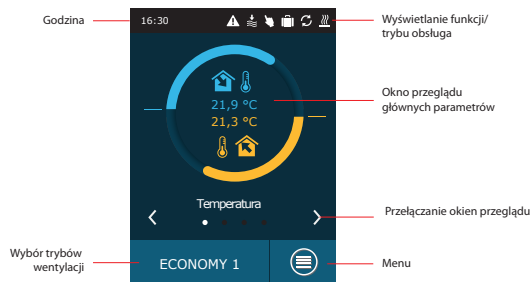 Godzina
16:30
Wyświetlanie funkcji/
trybu obsługa
21,9 °C
21,3 °C
Okno przeglądu
głównych parametrów
Temperatura
Przełączanie okien przeglądu
Wybór trybów
wentylacji
ECONOMY 1
Menu